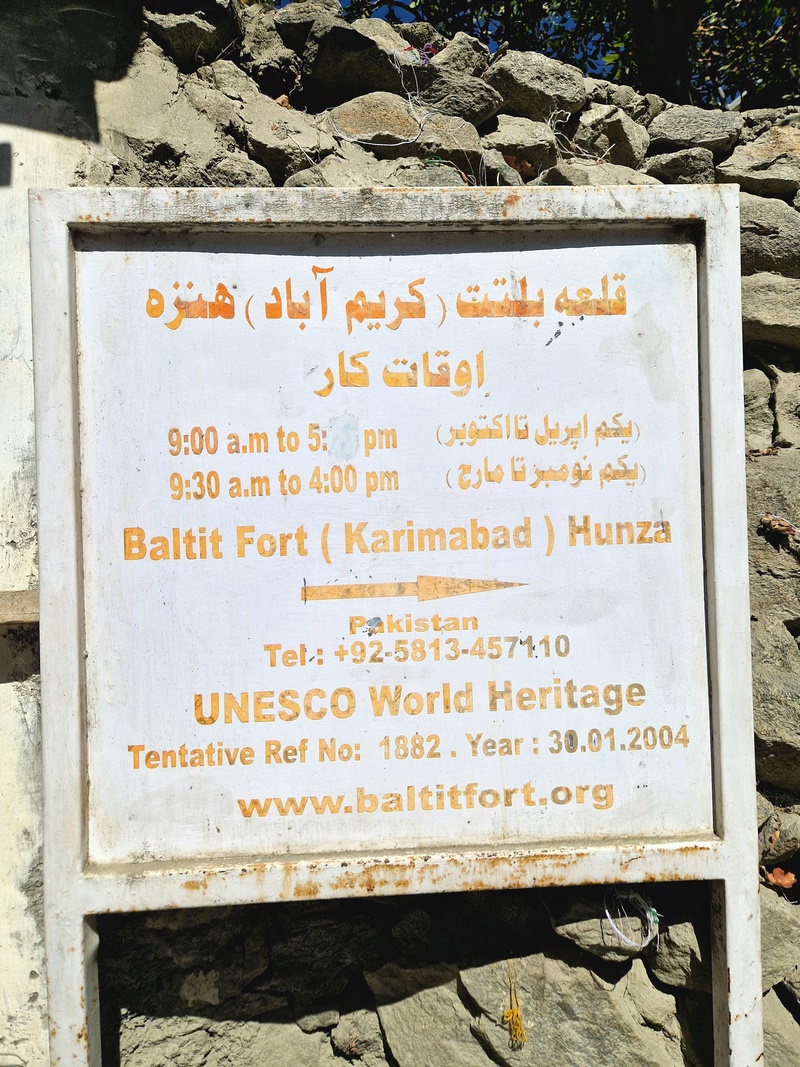 قلعہ بلتت (کریم آباد) ھنزہ
اوقات کار
9:00 a.m to 5: pm (یکم اپریل تا اکتوبر)
9:30 a.m to 4:00 pm (یکم نومبر تا مارچ)
Baltit Fort ( Karimabad ) Hunza
Pakistan
Tel : +92-5813-457110
UNESCO World Heritage
Tentative Ref No: 1882 . Year : 30.01.2004
www.baltitfort.org